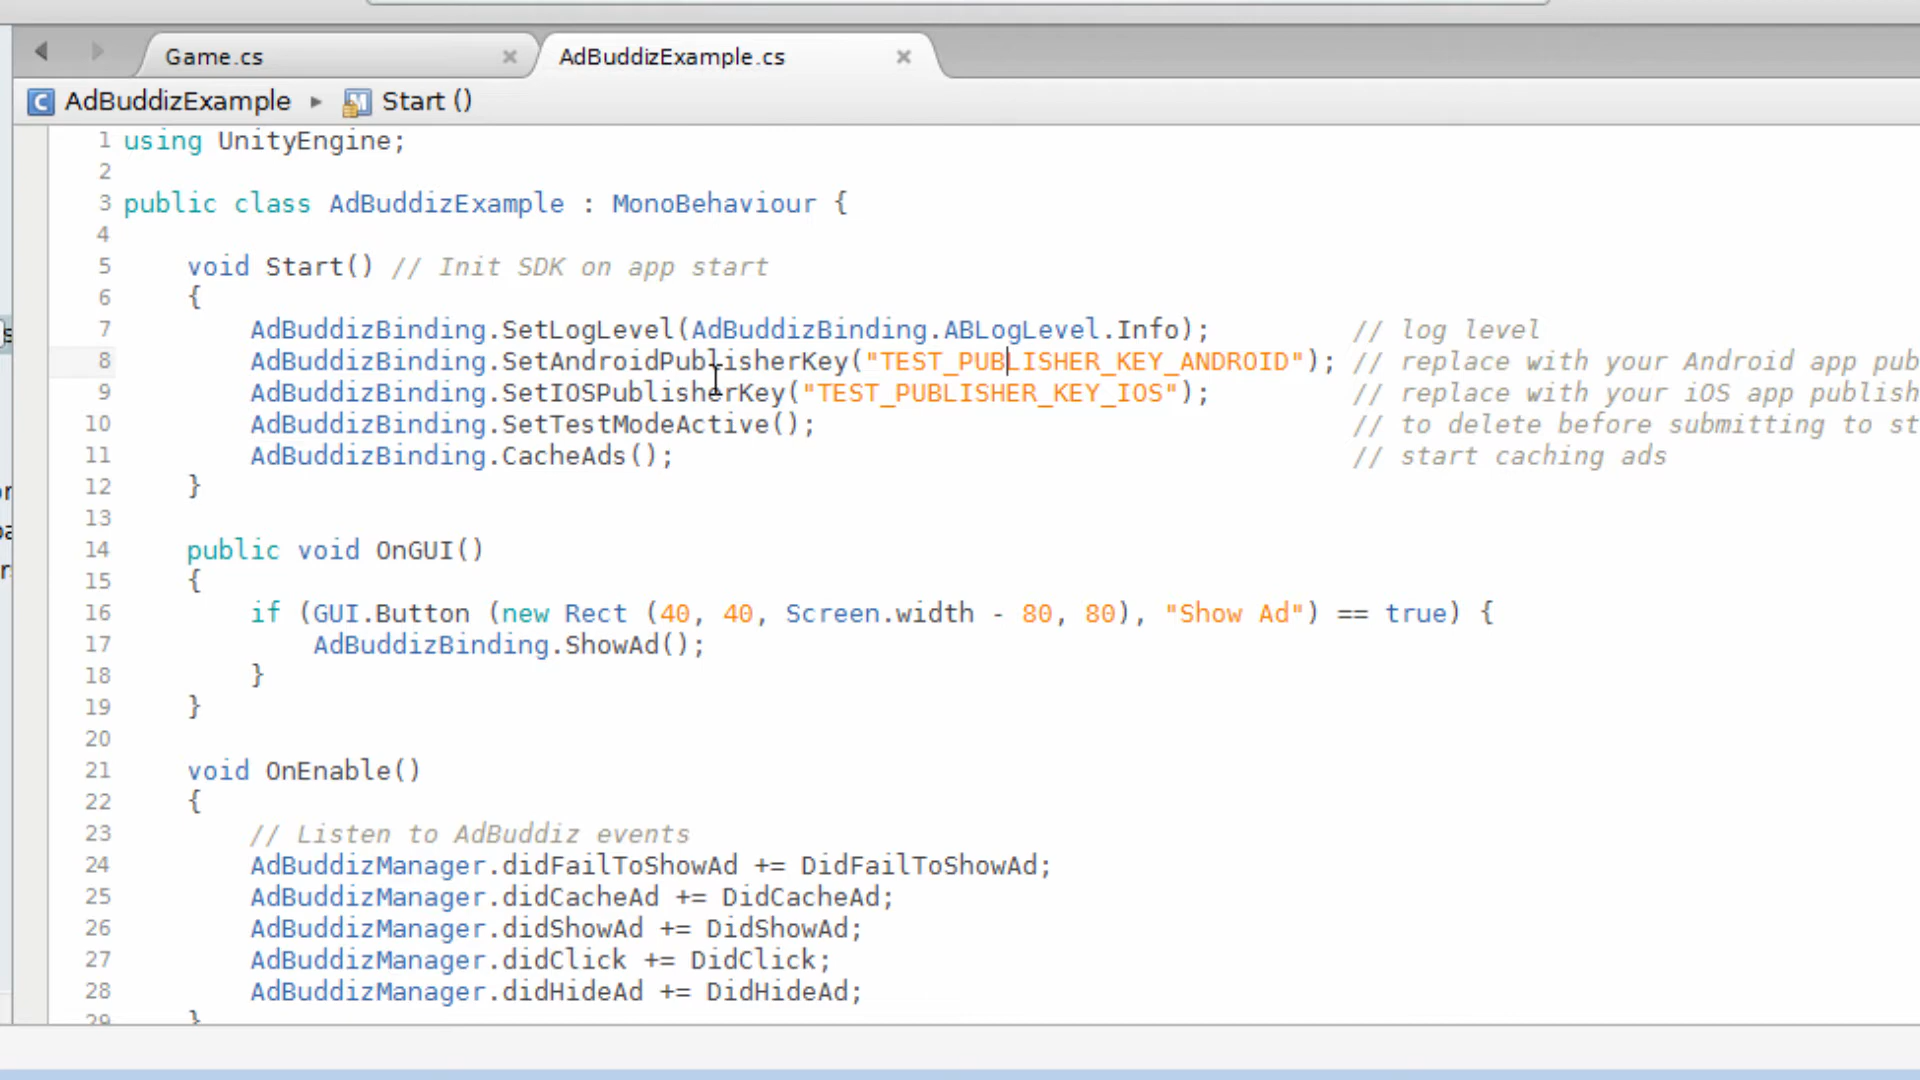 Game.cs
AdBuddizExample.cs
AdBuddizExample
Start ()
1 using UnityEngine;
2
3 public class AdBuddizExample : MonoBehaviour {
4
5 void Start() // Init SDK on app start
6 {
7 AdBuddizBinding.SetLogLevel(AdBuddizBinding.ABLogLevel.Info); // log level
8 AdBuddizBinding.SetAndroidPublisherKey("TEST_PUBLISHER_KEY_ANDROID"); // replace with your Android app pub
9 AdBuddizBinding.SetIOSPublisherKey("TEST_PUBLISHER_KEY_IOS"); // replace with your iOS app publish
10 AdBuddizBinding.SetTestModeActive(); // to delete before submitting to st
11 AdBuddizBinding.CacheAds(); // start caching ads
12 }
13
14 public void OnGUI()
15 {
16 if (GUI.Button (new Rect (40, 40, Screen.width - 80, 80), "Show Ad") == true) {
17 AdBuddizBinding.ShowAd();
18 }
19 }
20
21 void OnEnable()
22 {
23 // Listen to AdBuddiz events
24 AdBuddizManager.didFailToShowAd += DidFailToShowAd;
25 AdBuddizManager.didCacheAd += DidCacheAd;
26 AdBuddizManager.didShowAd += DidShowAd;
27 AdBuddizManager.didClick += DidClick;
28 AdBuddizManager.didHideAd += DidHideAd;
29 }